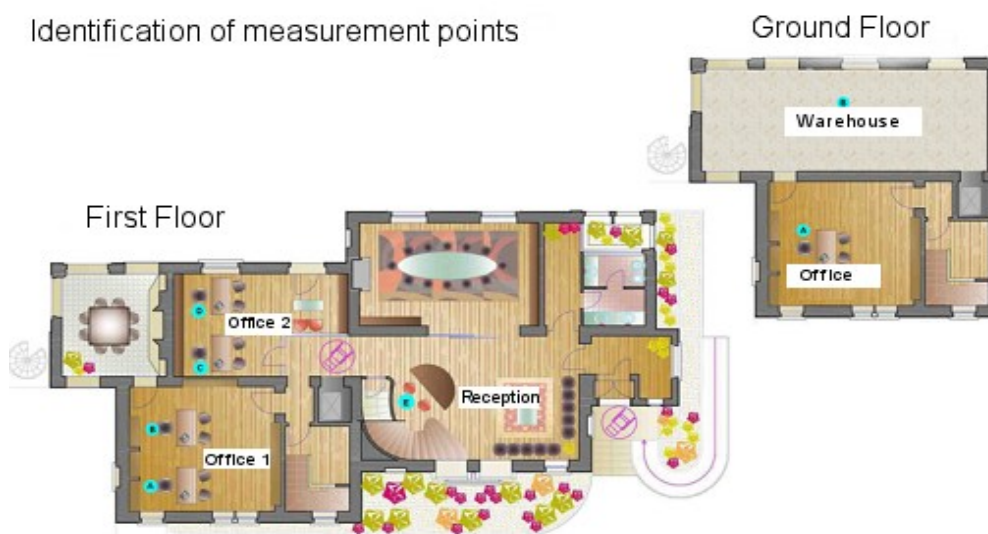 Identification of measurement points
Ground Floor
B
Warehouse
First Floor
A
Office
D
Office 2
C
E
Reception
B
Office 1
A